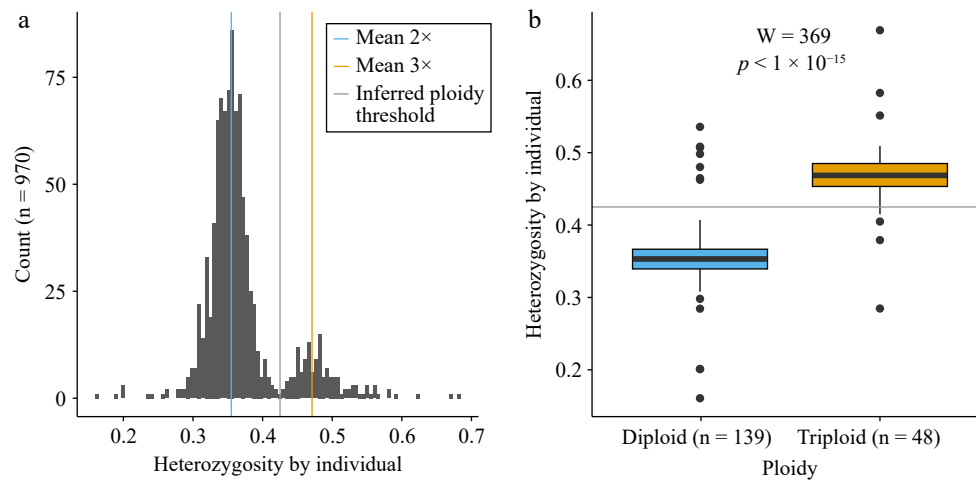 a
Mean 2×
Mean 3×
Inferred ploidy
threshold
Count (n = 970)
75
50
25
0
0.2 0.3 0.4 0.5 0.6 0.7
Heterozygosity by individual
b
W = 369
p < 1 × 10⁻¹⁵
Heterozygosity by individual
0.6
0.5
0.4
0.3
0.2
Diploid (n = 139) Triploid (n = 48)
Ploidy